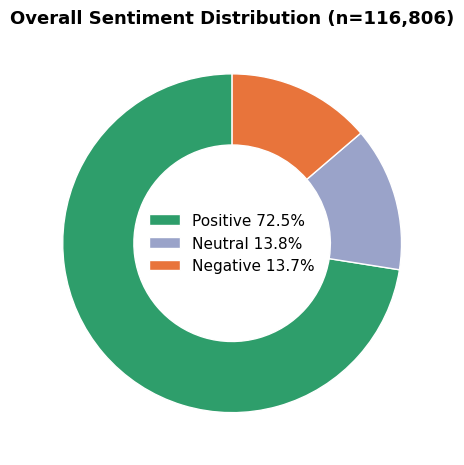 Overall Sentiment Distribution (n=116,806)
Positive 72.5%
Neutral 13.8%
Negative 13.7%